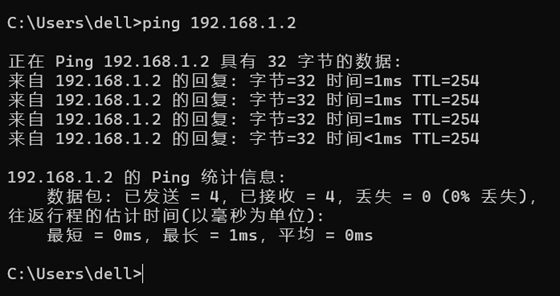 C:\Users\dell>ping 192.168.1.2
正在 Ping 192.168.1.2 具有 32 字节的数据:
来自 192.168.1.2 的回复: 字节=32 时间=1ms TTL=254
来自 192.168.1.2 的回复: 字节=32 时间=1ms TTL=254
来自 192.168.1.2 的回复: 字节=32 时间=1ms TTL=254
来自 192.168.1.2 的回复: 字节=32 时间<1ms TTL=254
192.168.1.2 的 Ping 统计信息:
数据包: 已发送 = 4，已接收 = 4，丢失 = 0 (0% 丢失)，
往返行程的估计时间(以毫秒为单位):
最短 = 0ms，最长 = 1ms，平均 = 0ms
C:\Users\dell>